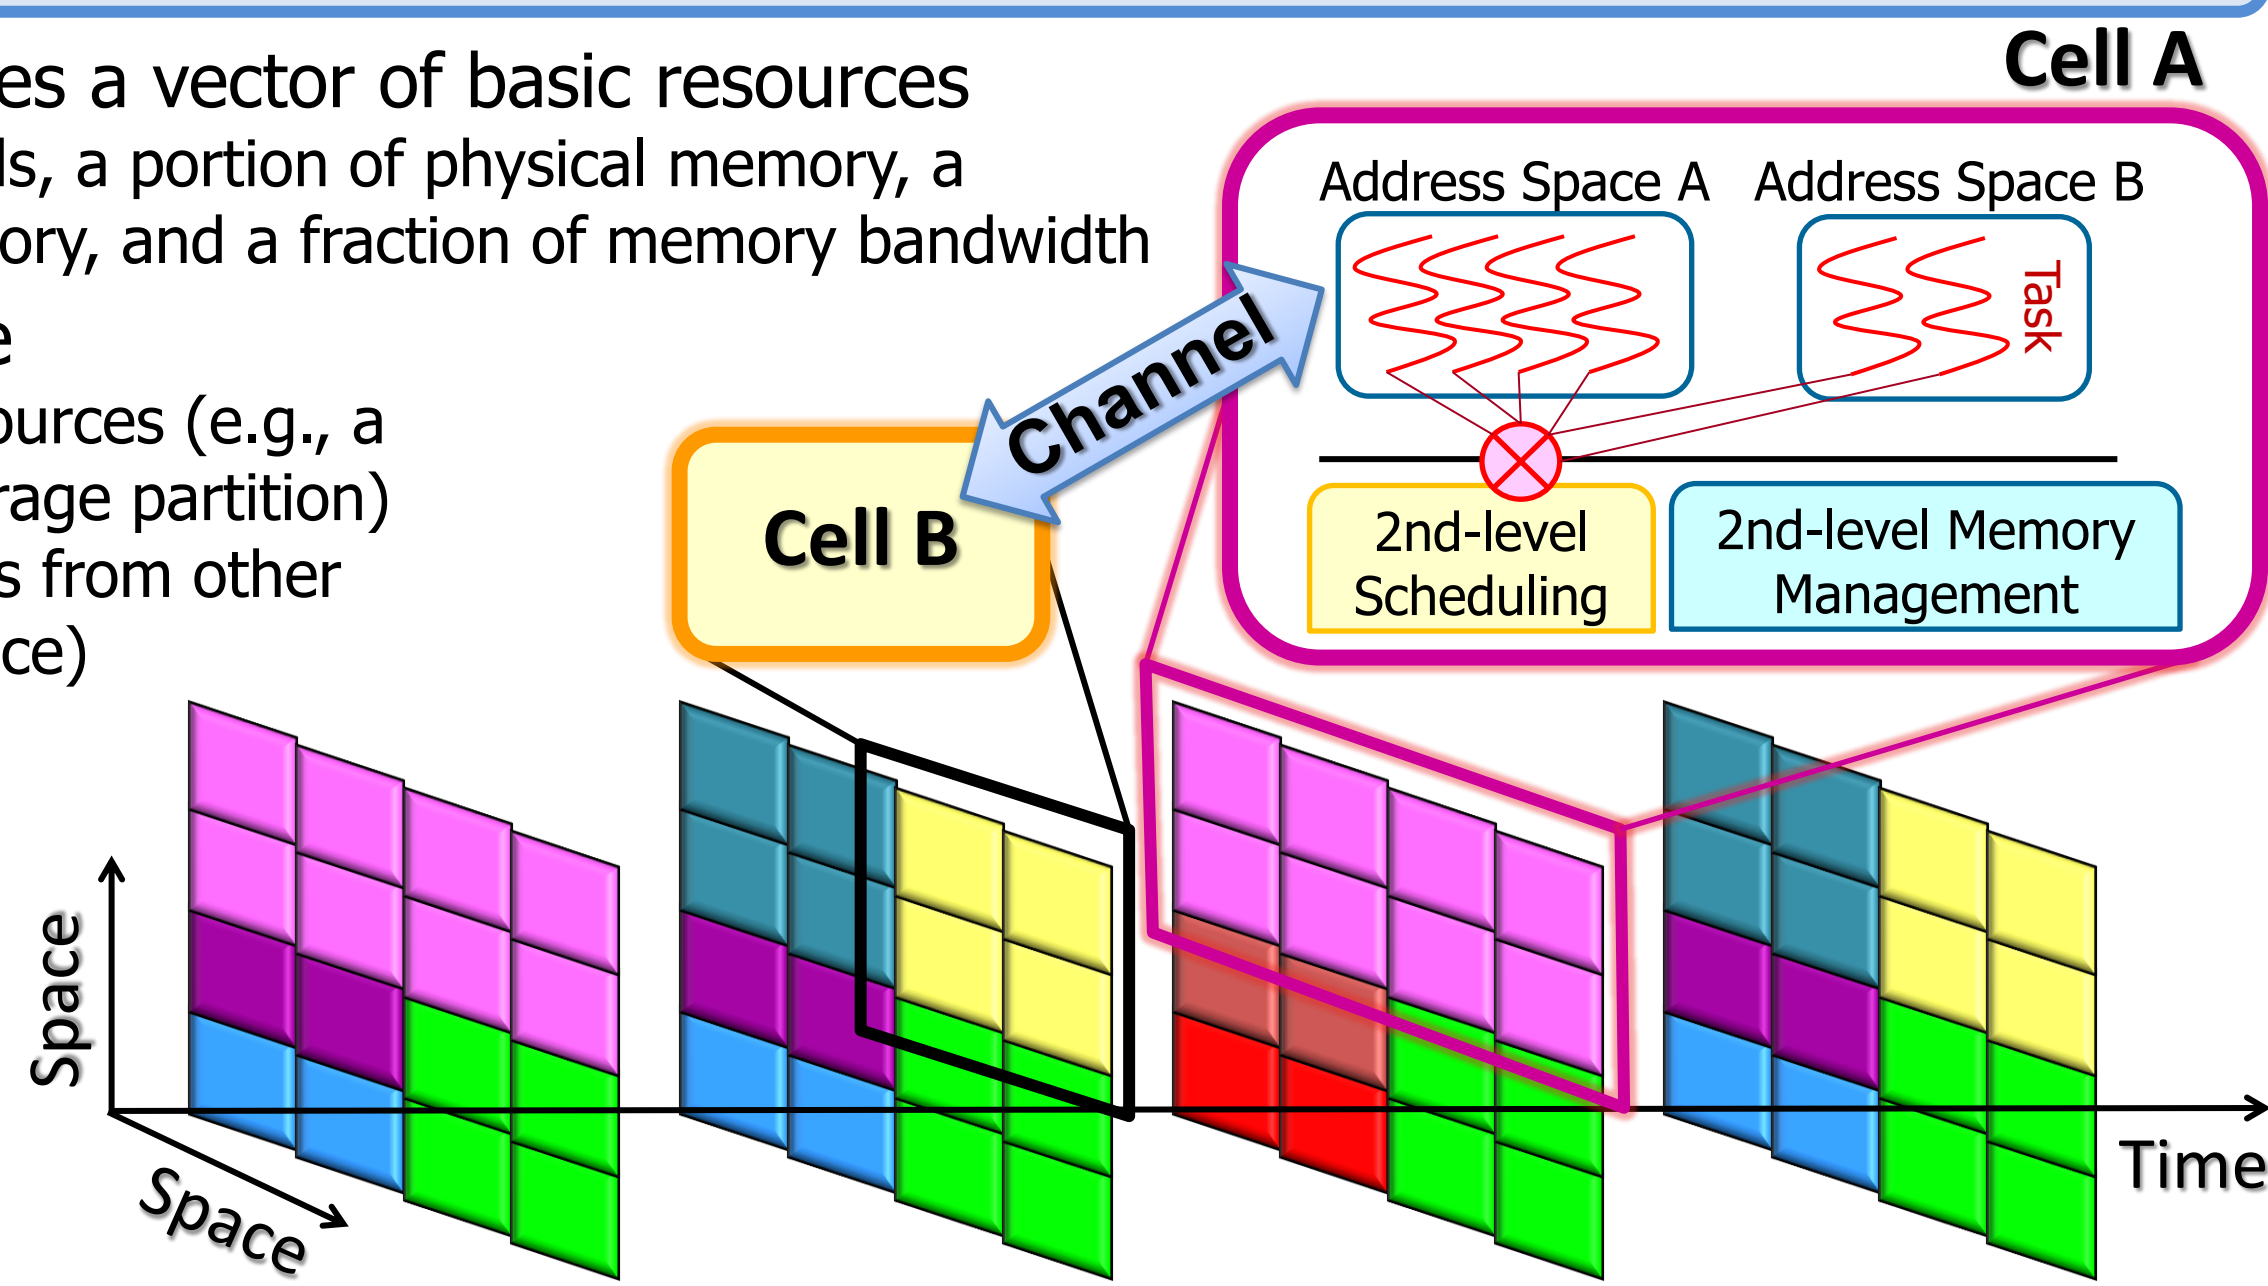 es a vector of basic resources
ls, a portion of physical memory, a
ory, and a fraction of memory bandwidth
e
ources (e.g., a
rage partition)
s from other
ce)
Cell A
Address Space A
Address Space B
Task
Channel
2nd-level
Scheduling
2nd-level Memory
Management
Cell B
Space
Space
Time